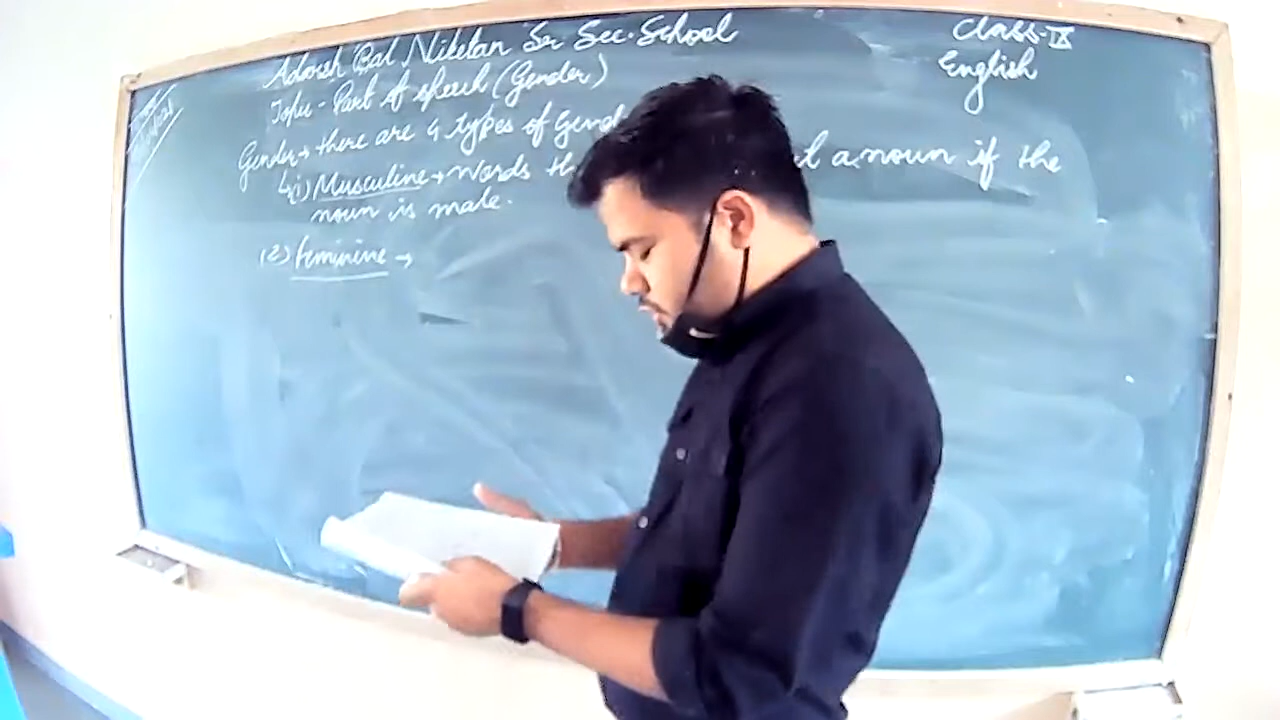 Adarsh Bal Niketan Sr Sec. School
Class-IX
English
Topic - Part of speech (Gender)
Gender → there are 4 types of Gend
(i) Musculine → Words th a noun if the
noun is male.
(2) Feminine →